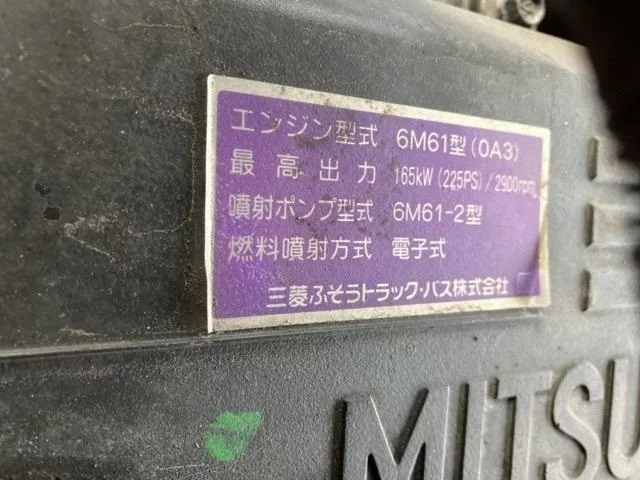 エンジン型式 6M61型(0A3)
最高出力 165kW(225PS)/2900rpm
噴射ポンプ型式 6M61-2型
燃料噴射方式 電子式
三菱ふそうトラック・バス株式会社
MITSU